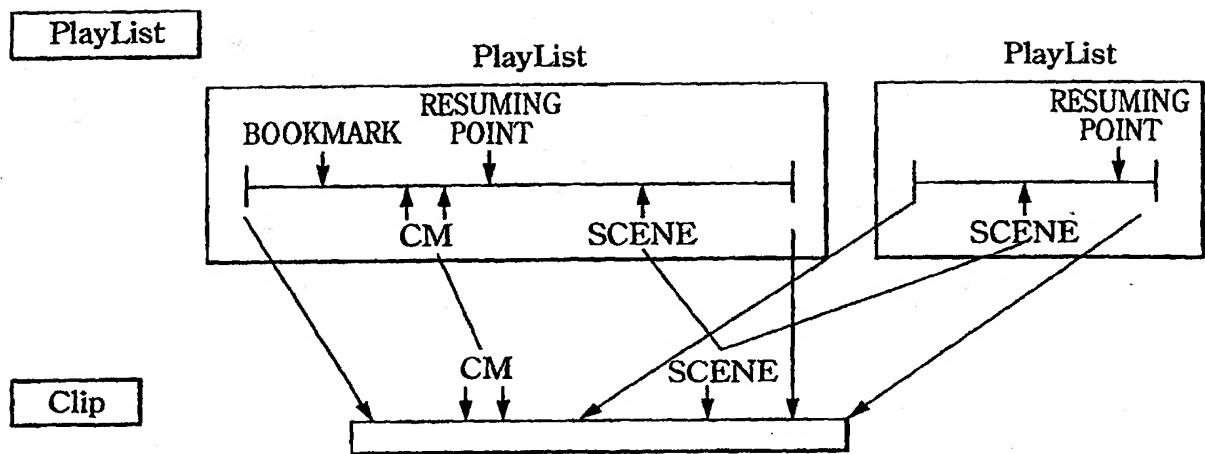 PlayList
PlayList
PlayList
BOOKMARK
RESUMING
POINT
RESUMING
POINT
CM
SCENE
SCENE
CM
SCENE
Clip